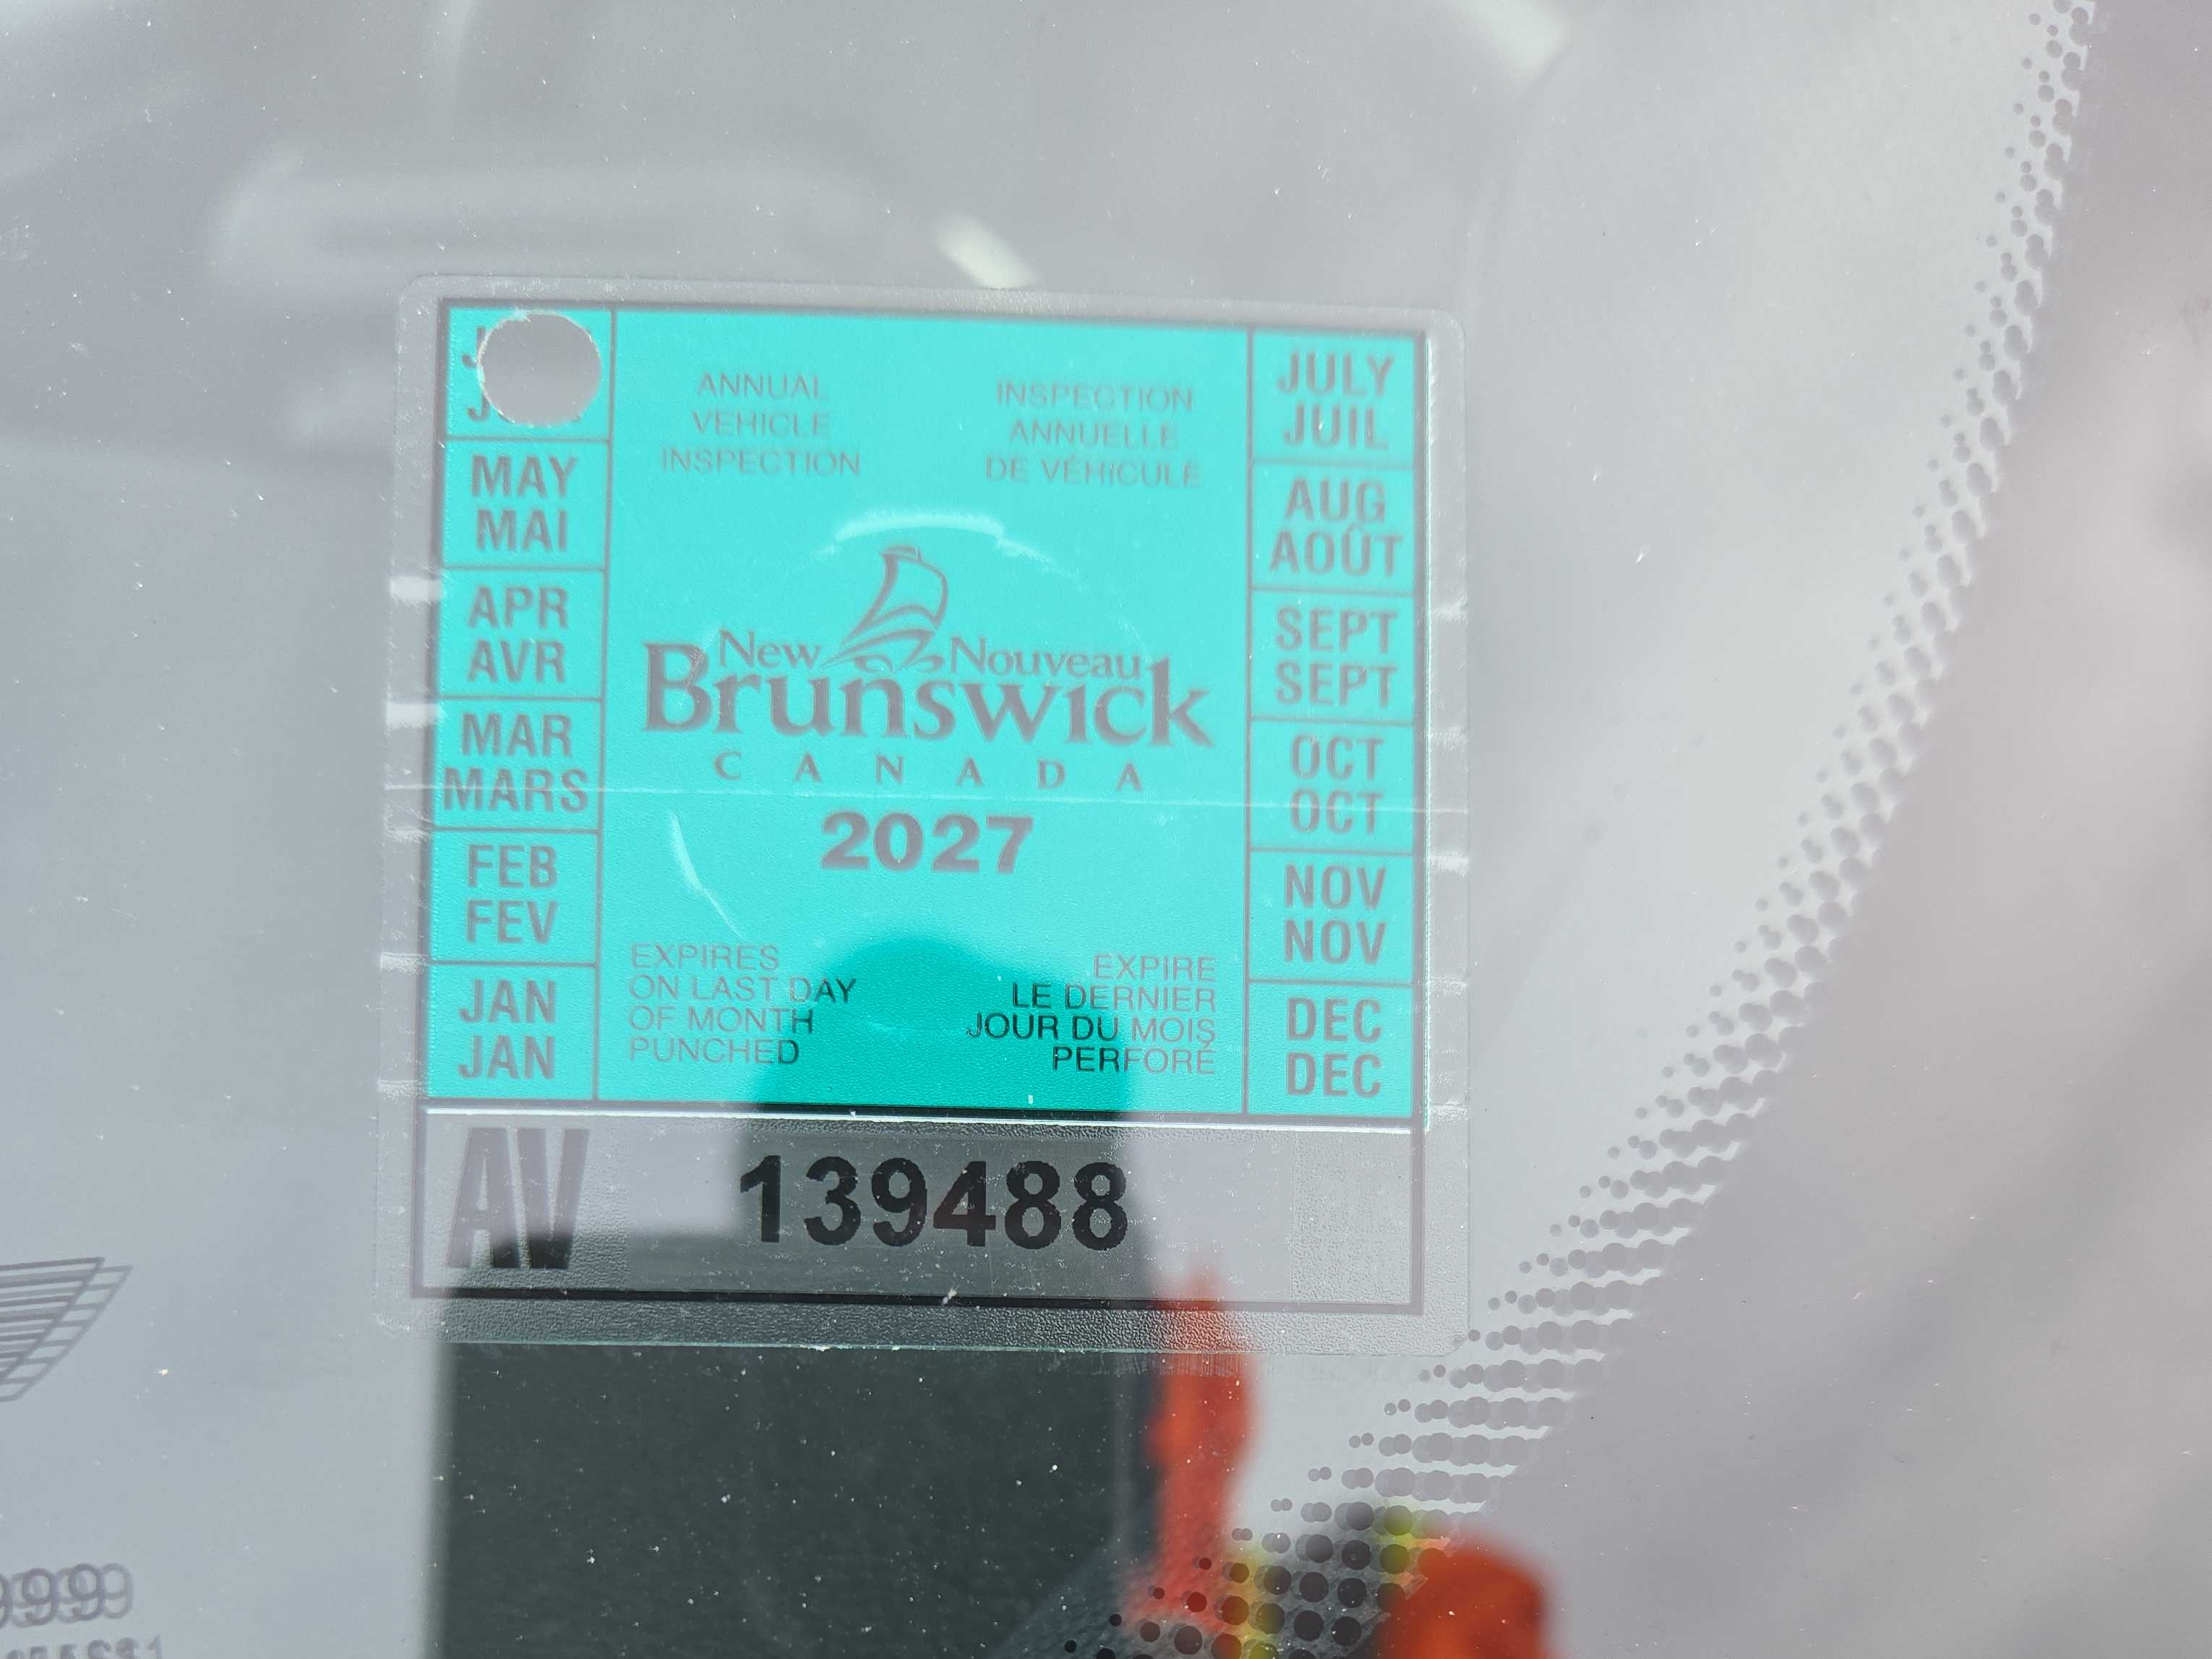 MAY
MAI
APR
AVR
MAR
MARS
FEB
FEV
JAN
JAN
ANNUAL
VEHICLE
INSPECTION
INSPECTION
ANNUELLE
DE VÉHICULE
New Nouveau
Brunswick
CANADA
2027
EXPIRES
ON LAST DAY
OF MONTH
PUNCHED
EXPIRE
LE DERNIER
JOUR DU MOIS
PERFORÉ
JULY
JUIL
AUG
AOÛT
SEPT
SEPT
OCT
OCT
NOV
NOV
DEC
DEC
AV 139488